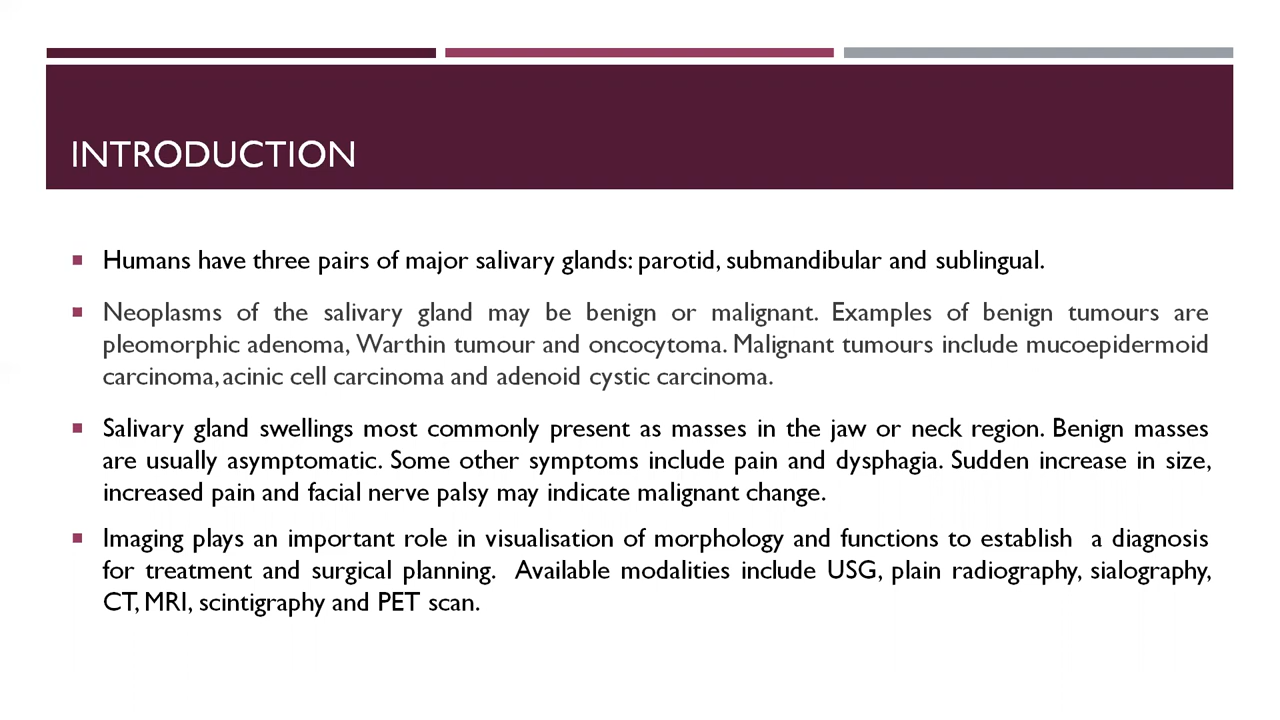 INTRODUCTION
Humans have three pairs of major salivary glands: parotid, submandibular and sublingual.
Neoplasms of the salivary gland may be benign or malignant. Examples of benign tumours are
pleomorphic adenoma, Warthin tumour and oncocytoma. Malignant tumours include mucoepidermoid
carcinoma, acinic cell carcinoma and adenoid cystic carcinoma.
Salivary gland swellings most commonly present as masses in the jaw or neck region. Benign masses
are usually asymptomatic. Some other symptoms include pain and dysphagia. Sudden increase in size,
increased pain and facial nerve palsy may indicate malignant change.
Imaging plays an important role in visualisation of morphology and functions to establish a diagnosis
for treatment and surgical planning. Available modalities include USG, plain radiography, sialography,
CT, MRI, scintigraphy and PET scan.